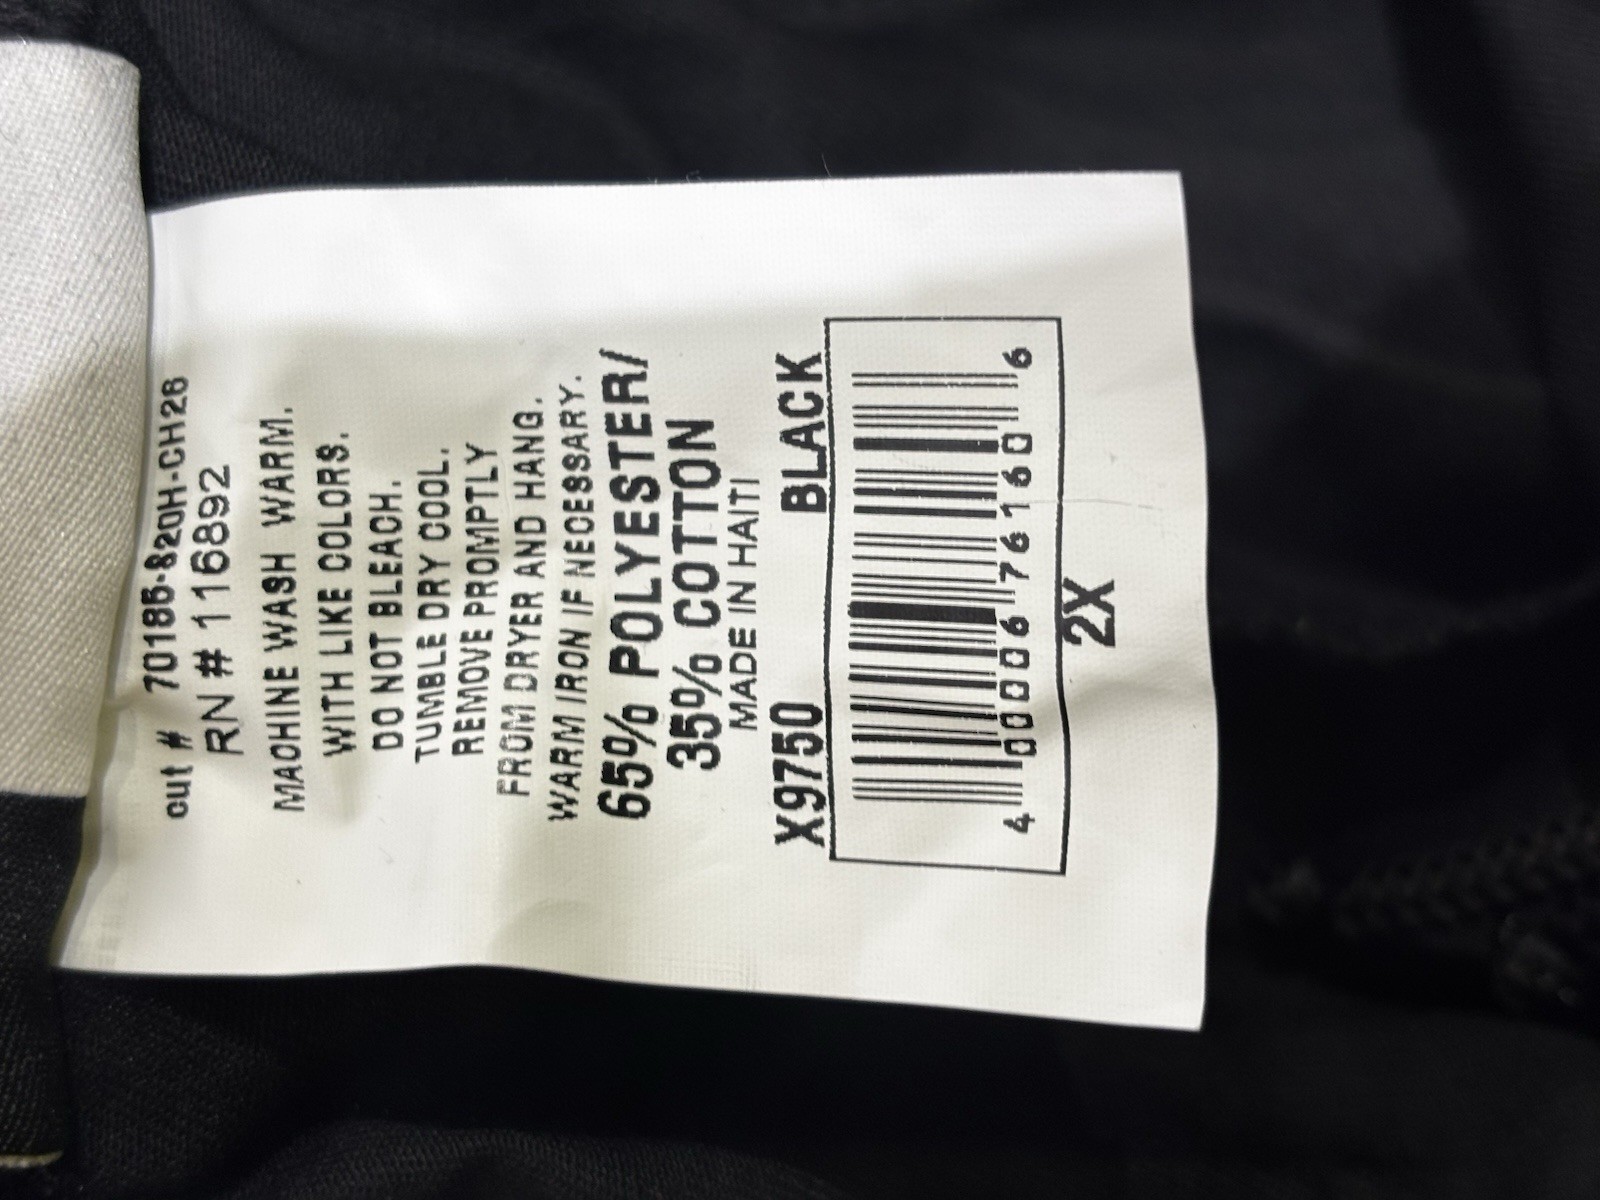 cut # 70185-820H-CH26
RN # 116892
MACHINE WASH WARM.
WITH LIKE COLORS.
DO NOT BLEACH.
TUMBLE DRY COOL.
REMOVE PROMPTLY
FROM DRYER AND HANG.
WARM IRON IF NECESSARY.
65% POLYESTER/
35% COTTON
MADE IN HAITI
X9750 BLACK
4 00006 76160 6
2X